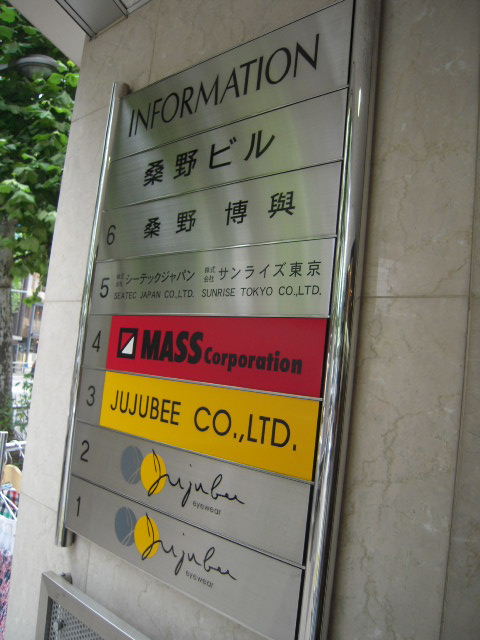 INFORMATION
桑野ビル
6 桑野 博與
5 株式会社 シーテックジャパン 株式会社 サンライズ東京
SEATEC JAPAN CO.,LTD. SUNRISE TOKYO CO.,LTD.
4 MASS Corporation
3 JUJUBEE CO.,LTD.
2 Jujubee
eyewear
1 Jujubee
eyewear